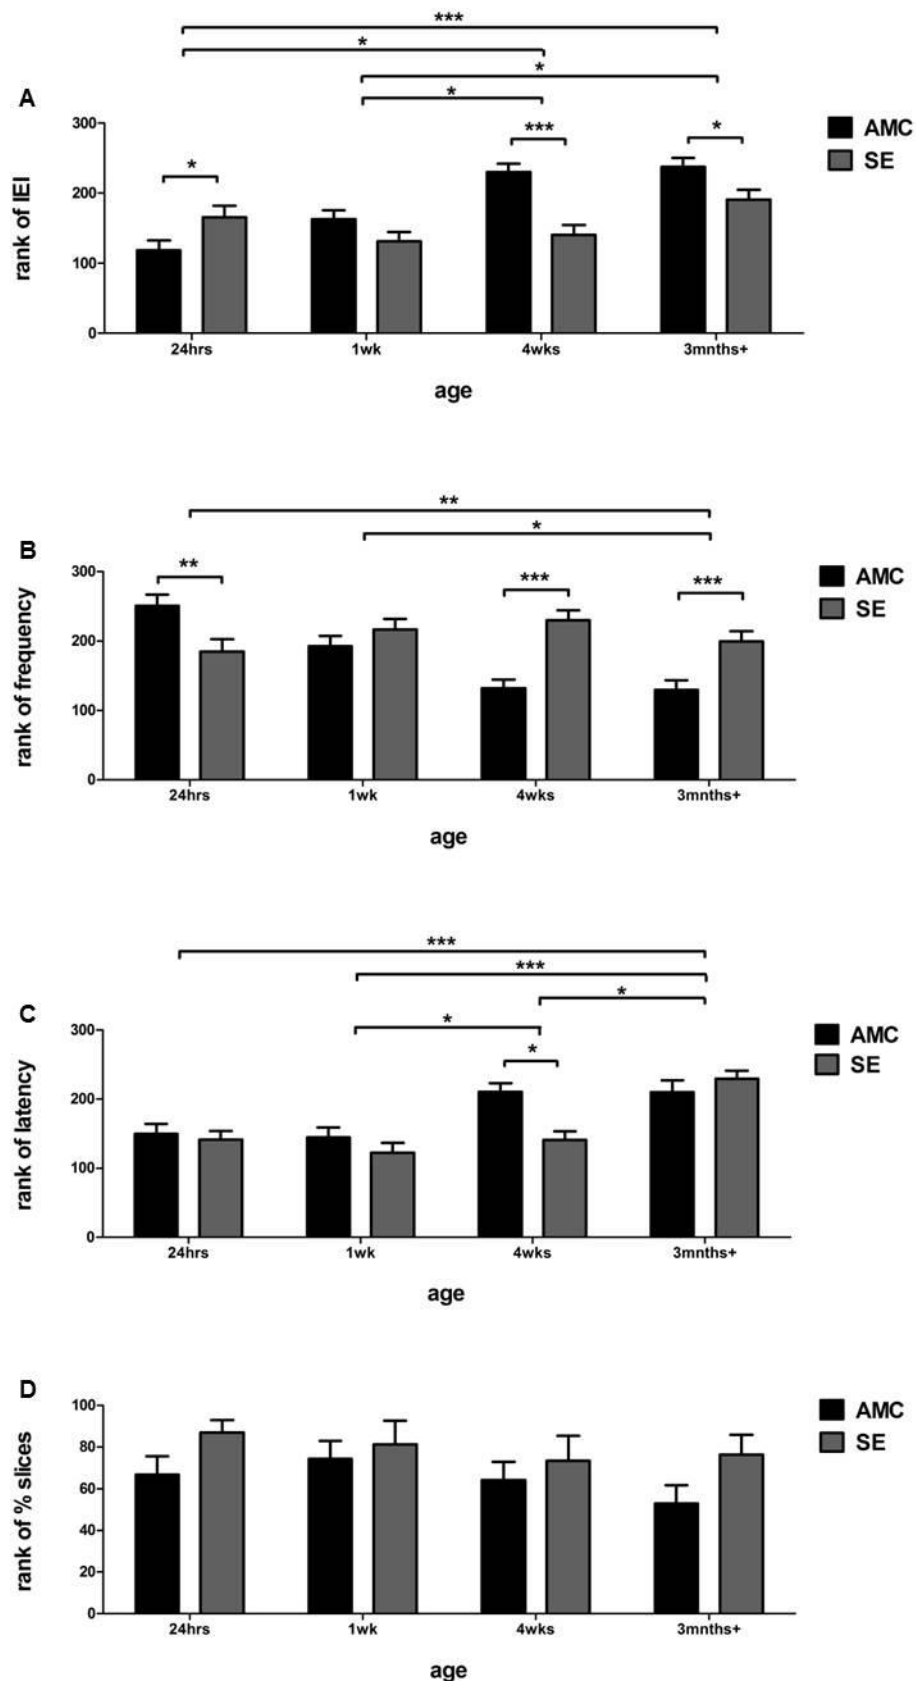 ***
*
*
*
A
300
200
100
0
rank of IEI
*
***
*
AMC
SE
24hrs 1wk 4wks 3mnths+
age
**
*
B
300
200
100
0
rank of frequency
**
***
***
AMC
SE
24hrs 1wk 4wks 3mnths+
age
***
***
*
*
C
300
200
100
0
rank of latency
*
AMC
SE
24hrs 1wk 4wks 3mnths+
age
D
100
80
60
40
20
0
rank of % slices
AMC
SE
24hrs 1wk 4wks 3mnths+
age